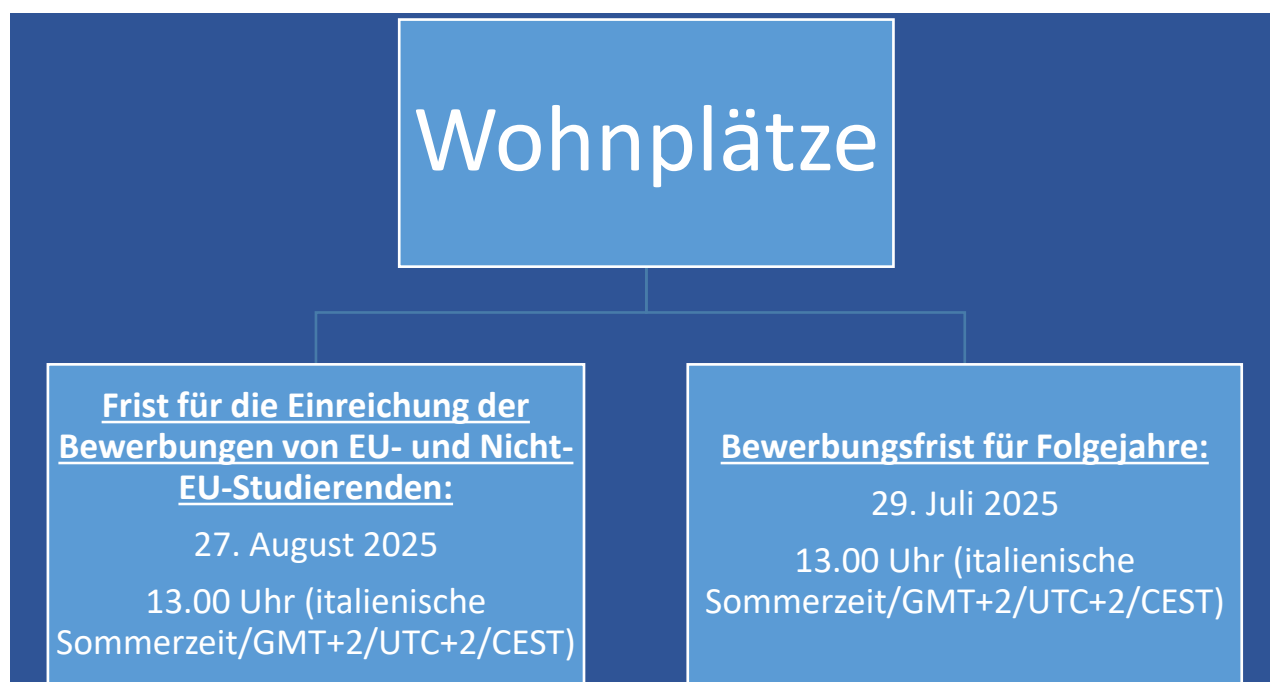 Wohnplätze
Frist für die Einreichung der
Bewerbungen von EU- und Nicht-
EU-Studierenden:
27. August 2025
13.00 Uhr (italienische
Sommerzeit/GMT+2/UTC+2/CEST)
Bewerbungsfrist für Folgejahre:
29. Juli 2025
13.00 Uhr (italienische
Sommerzeit/GMT+2/UTC+2/CEST)